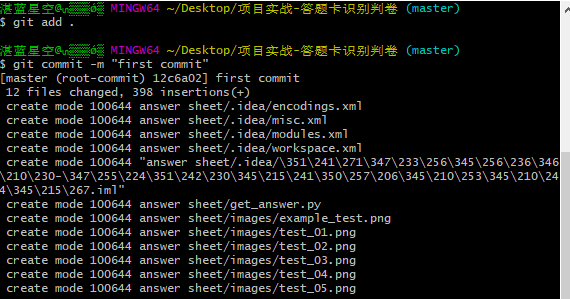 湛蓝星空@ MINGW64 ~/Desktop/项目实战-答题卡识别判卷 (master)
$ git add .
湛蓝星空@ MINGW64 ~/Desktop/项目实战-答题卡识别判卷 (master)
$ git commit -m "first commit"
[master (root-commit) 12c6a02] first commit
12 files changed, 398 insertions(+)
create mode 100644 answer sheet/.idea/encodings.xml
create mode 100644 answer sheet/.idea/misc.xml
create mode 100644 answer sheet/.idea/modules.xml
create mode 100644 answer sheet/.idea/workspace.xml
create mode 100644 "answer sheet/.idea/\351\241\271\347\233\256\345\256\236\346
\210\230-\347\255\224\351\242\230\345\215\241\350\257\206\345\210\253\345\210\24
4\345\215\267.iml"
create mode 100644 answer sheet/get_answer.py
create mode 100644 answer sheet/images/example_test.png
create mode 100644 answer sheet/images/test_01.png
create mode 100644 answer sheet/images/test_02.png
create mode 100644 answer sheet/images/test_03.png
create mode 100644 answer sheet/images/test_04.png
create mode 100644 answer sheet/images/test_05.png